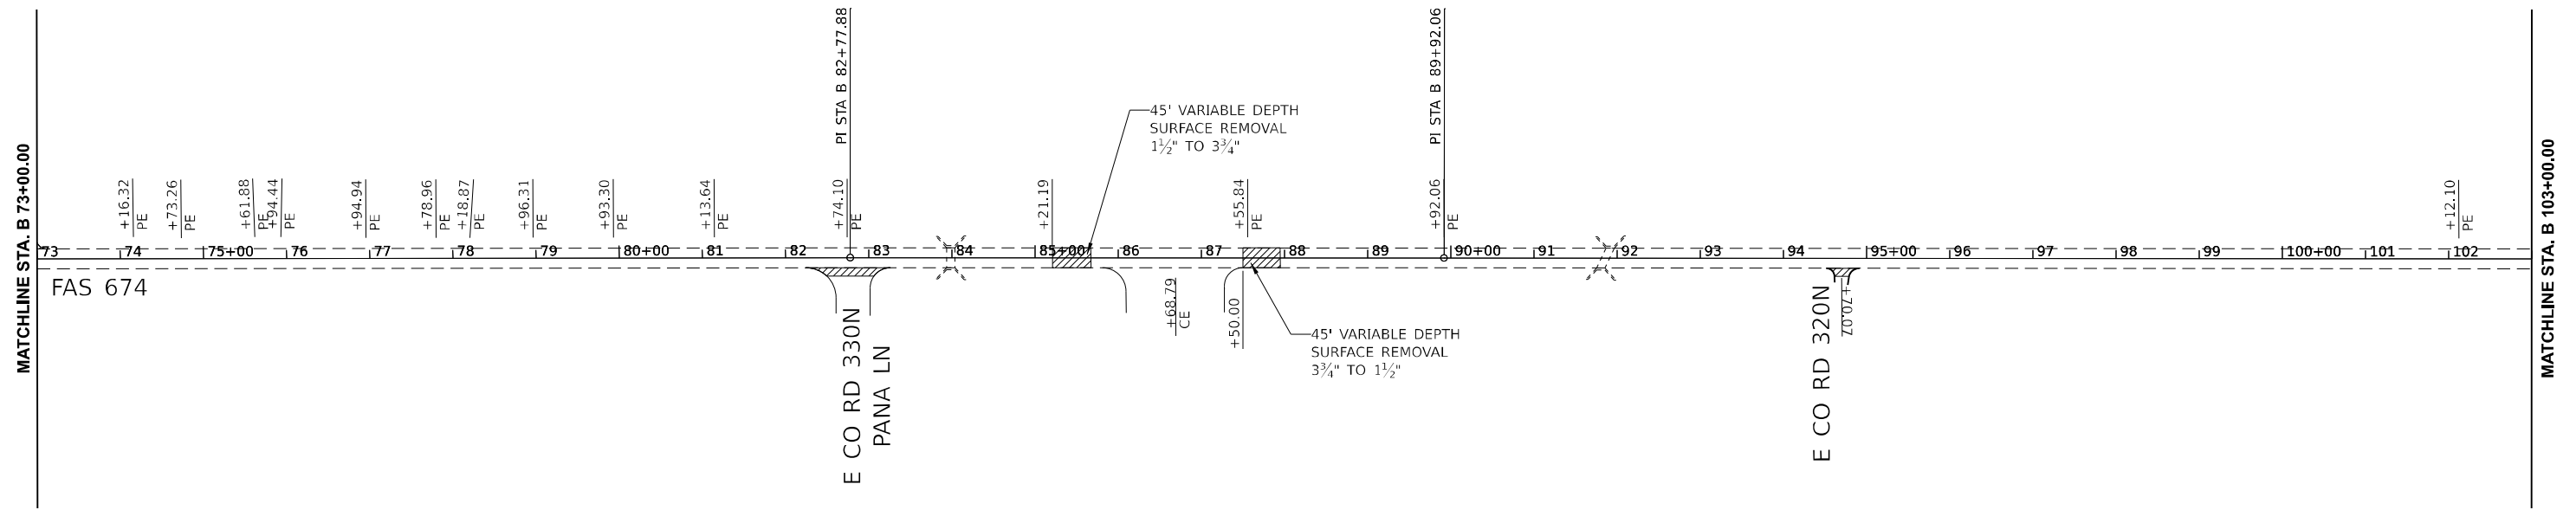 MATCHLINE STA. B 73+00.00
PI STA B 82+77.88
PI STA B 89+92.06
MATCHLINE STA. B 103+00.00
45' VARIABLE DEPTH
SURFACE REMOVAL
1½" TO 3¾"
+16.32
PE
+73.26
PE
+61.88
PE
+94.44
PE
+94.94
PE
+78.96
PE
+18.87
PE
+96.31
PE
+93.30
PE
+13.64
PE
+74.10
PE
+21.19
+55.84
PE
+92.06
PE
+12.10
PE
73 74 75+00 76 77 78 79 80+00 81 82 83 84 85+00 86 87 88 89 90+00 91 92 93 94 95+00 96 97 98 99 100+00 101 102
FAS 674
E CO RD 330N
PANA LN
+68.79
CE
+50.00
45' VARIABLE DEPTH
SURFACE REMOVAL
3¾" TO 1½"
E CO RD 320N
+70.07